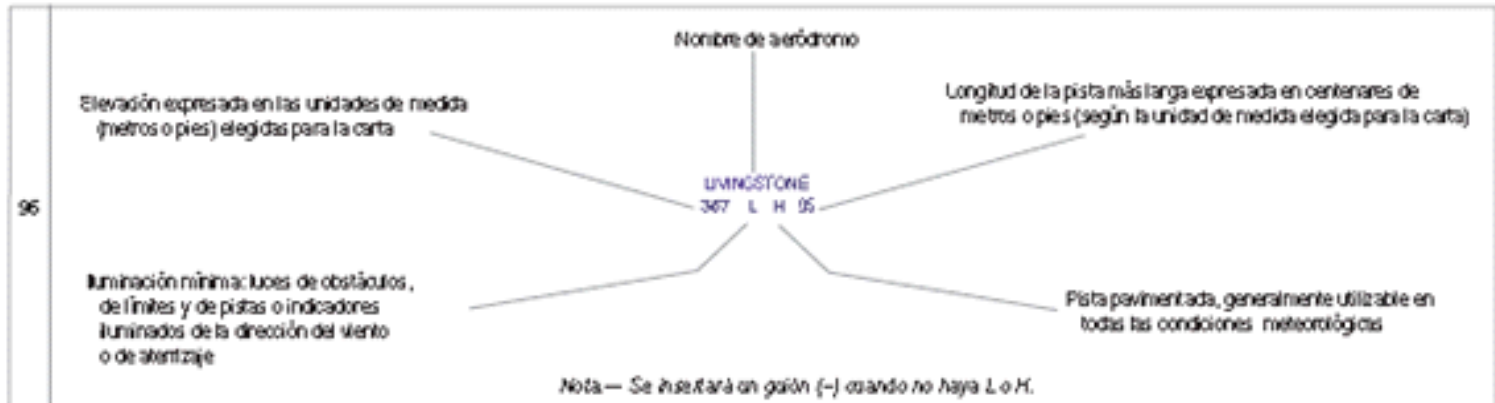 Nombre de aeródromo
Elevación expresada en las unidades de medida
(metros o pies) elegidas para la carta
Longitud de la pista más larga expresada en centenares de
metros o pies (según la unidad de medida elegida para la carta)
LIVINGSTONE
96
367 L H 95
Iluminación mínima: luces de obstáculos,
de límites y de pistas o indicadores
iluminados de la dirección del viento
o de aterrizaje
Pista pavimentada, generalmente utilizable en
todas las condiciones meteorológicas
Nota.— Se insertará un guión (–) cuando no haya L o H.